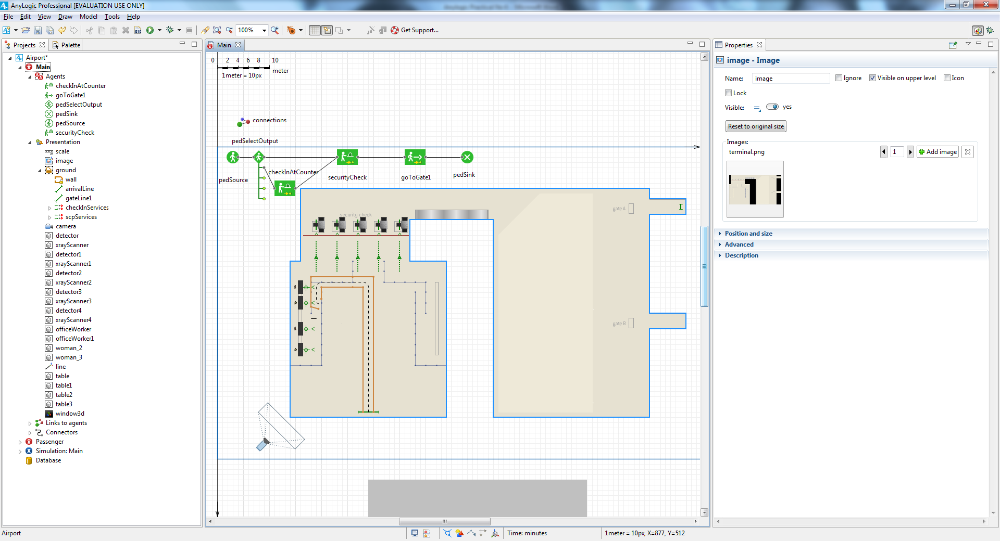 AnyLogic Professional [EVALUATION USE ONLY]
File Edit View Draw Model Tools Help
100% Get Support...
Projects Palette
Airport*
Main
Agents
checkInAtCounter
goToGate1
pedSelectOutput
pedSink
pedSource
securityCheck
Presentation
scale
image
ground
wall
arrivalLine
gateLine1
checkInServices
scpServices
camera
detector
xrayScanner
detector1
xrayScanner1
detector2
xrayScanner2
detector3
xrayScanner3
detector4
xrayScanner4
officeWorker
officeWorker1
woman_2
woman_3
line
table
table1
table2
table3
window3d
Links to agents
Connectors
Passenger
Simulation: Main
Database
Main
0 2 4 6 8 10
meter
1meter = 10px
connections
pedSelectOutput
checkInAtCounter
pedSource
securityCheck
goToGate1
pedSink
security check
gate A
gate B
Properties
image - Image
Name: image Ignore Visible on upper level Icon
Lock
Visible: yes
Reset to original size
Images:
terminal.png 1 Add image
Position and size
Advanced
Description
Airport Time: minutes 1meter = 10px, X=877, Y=512